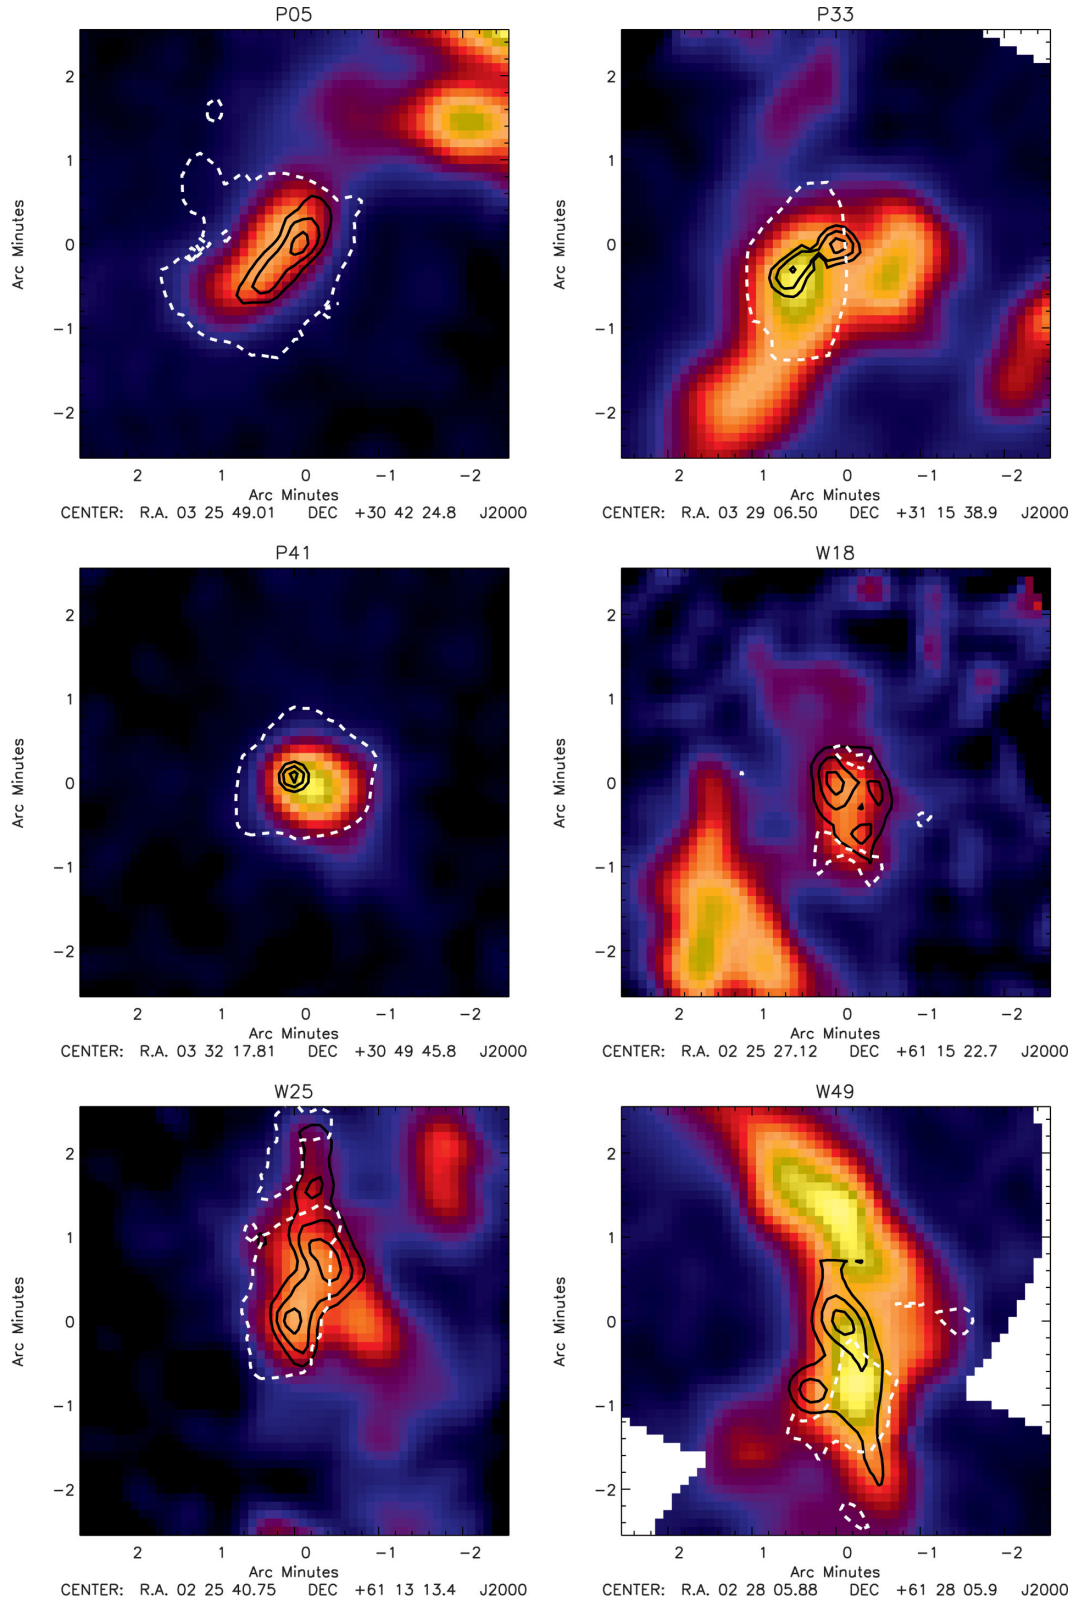 P05
P33
2
1
0
−1
−2
Arc Minutes
2
1
0
−1
−2
Arc Minutes
2 1 0 −1 −2
2 1 0 −1 −2
Arc Minutes
Arc Minutes
CENTER: R.A. 03 25 49.01 DEC +30 42 24.8 J2000
CENTER: R.A. 03 29 06.50 DEC +31 15 38.9 J2000
P41
W18
2
1
0
−1
−2
Arc Minutes
2
1
0
−1
−2
Arc Minutes
2 1 0 −1 −2
2 1 0 −1 −2
Arc Minutes
Arc Minutes
CENTER: R.A. 03 32 17.81 DEC +30 49 45.8 J2000
CENTER: R.A. 02 25 27.12 DEC +61 15 22.7 J2000
W25
W49
2
1
0
−1
−2
Arc Minutes
2
1
0
−1
−2
Arc Minutes
2 1 0 −1 −2
2 1 0 −1 −2
Arc Minutes
Arc Minutes
CENTER: R.A. 02 25 40.75 DEC +61 13 13.4 J2000
CENTER: R.A. 02 28 05.88 DEC +61 28 05.9 J2000